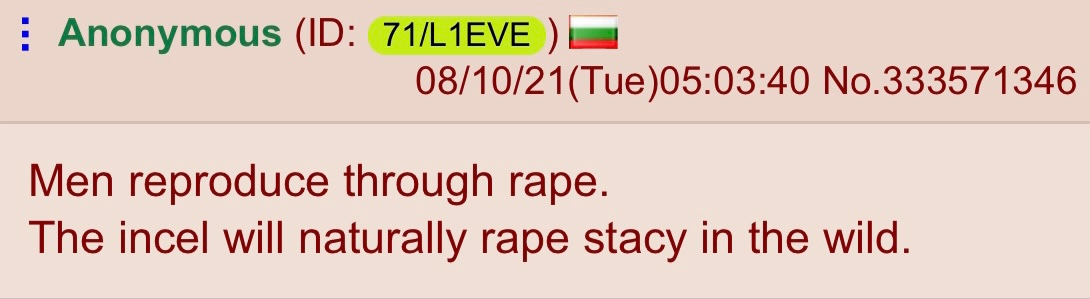 Anonymous (ID: 71/L1EVE)
08/10/21(Tue)05:03:40 No.333571346
Men reproduce through rape.
The incel will naturally rape stacy in the wild.